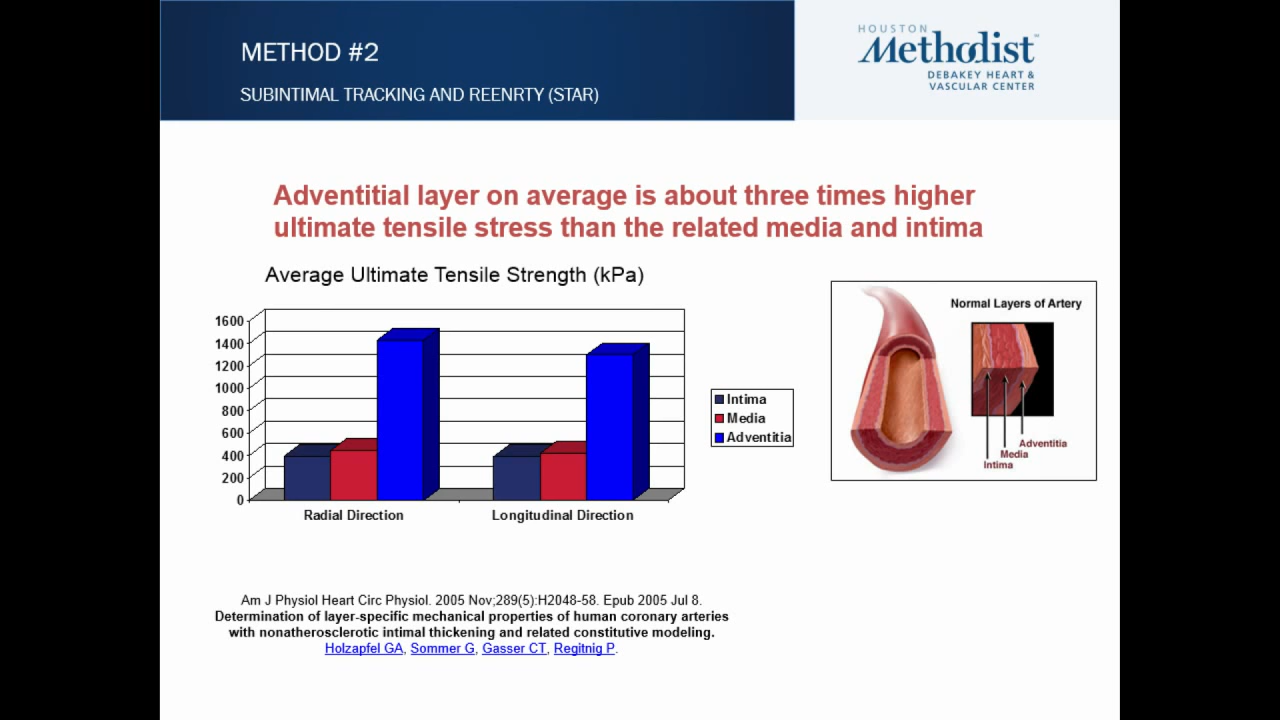 METHOD #2
SUBINTIMAL TRACKING AND REENRTY (STAR)
HOUSTON
Methodist
DEBAKEY HEART &
VASCULAR CENTER
Adventitial layer on average is about three times higher
ultimate tensile stress than the related media and intima
Average Ultimate Tensile Strength (kPa)
1600
1400
1200
1000
800
600
400
200
0
Radial Direction
Longitudinal Direction
Intima
Media
Adventitia
Normal Layers of Artery
Adventitia
Media
Intima
Am J Physiol Heart Circ Physiol. 2005 Nov;289(5):H2048-58. Epub 2005 Jul 8.
Determination of layer-specific mechanical properties of human coronary arteries
with nonatherosclerotic intimal thickening and related constitutive modeling.
Holzapfel GA, Sommer G, Gasser CT, Regitnig P.